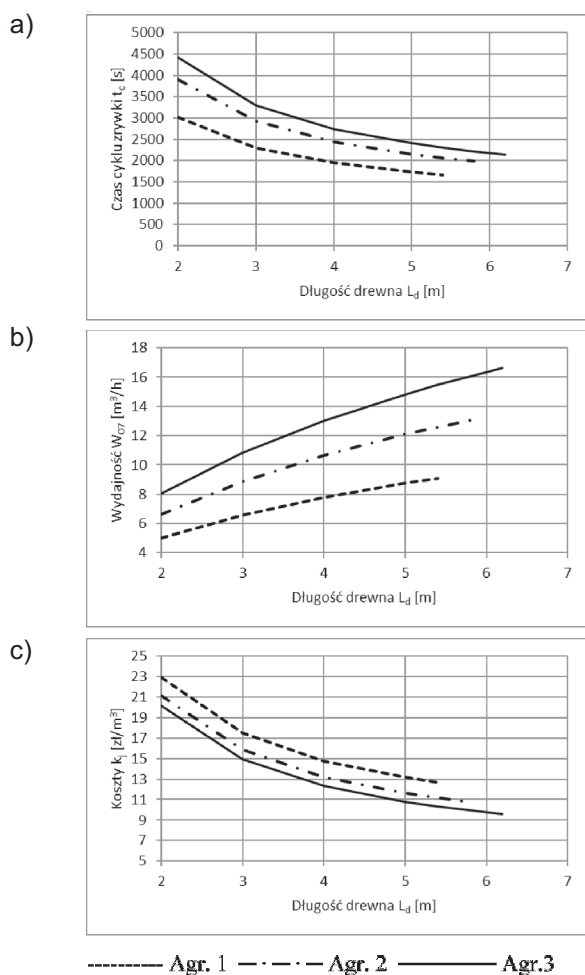 a)
5000
4500
4000
3500
3000
2500
2000
1500
1000
500
0
Czas cyklu zrywki t_c [s]
2 3 4 5 6 7
Długość drewna L_d [m]
b)
18
16
14
12
10
8
6
4
Wydajność W_07 [m³/h]
2 3 4 5 6 7
Długość drewna L_d [m]
c)
25
23
21
19
17
15
13
11
9
7
5
Koszty k_j [zł/m³]
2 3 4 5 6 7
Długość drewna L_d [m]
Agr. 1 Agr. 2 Agr.3